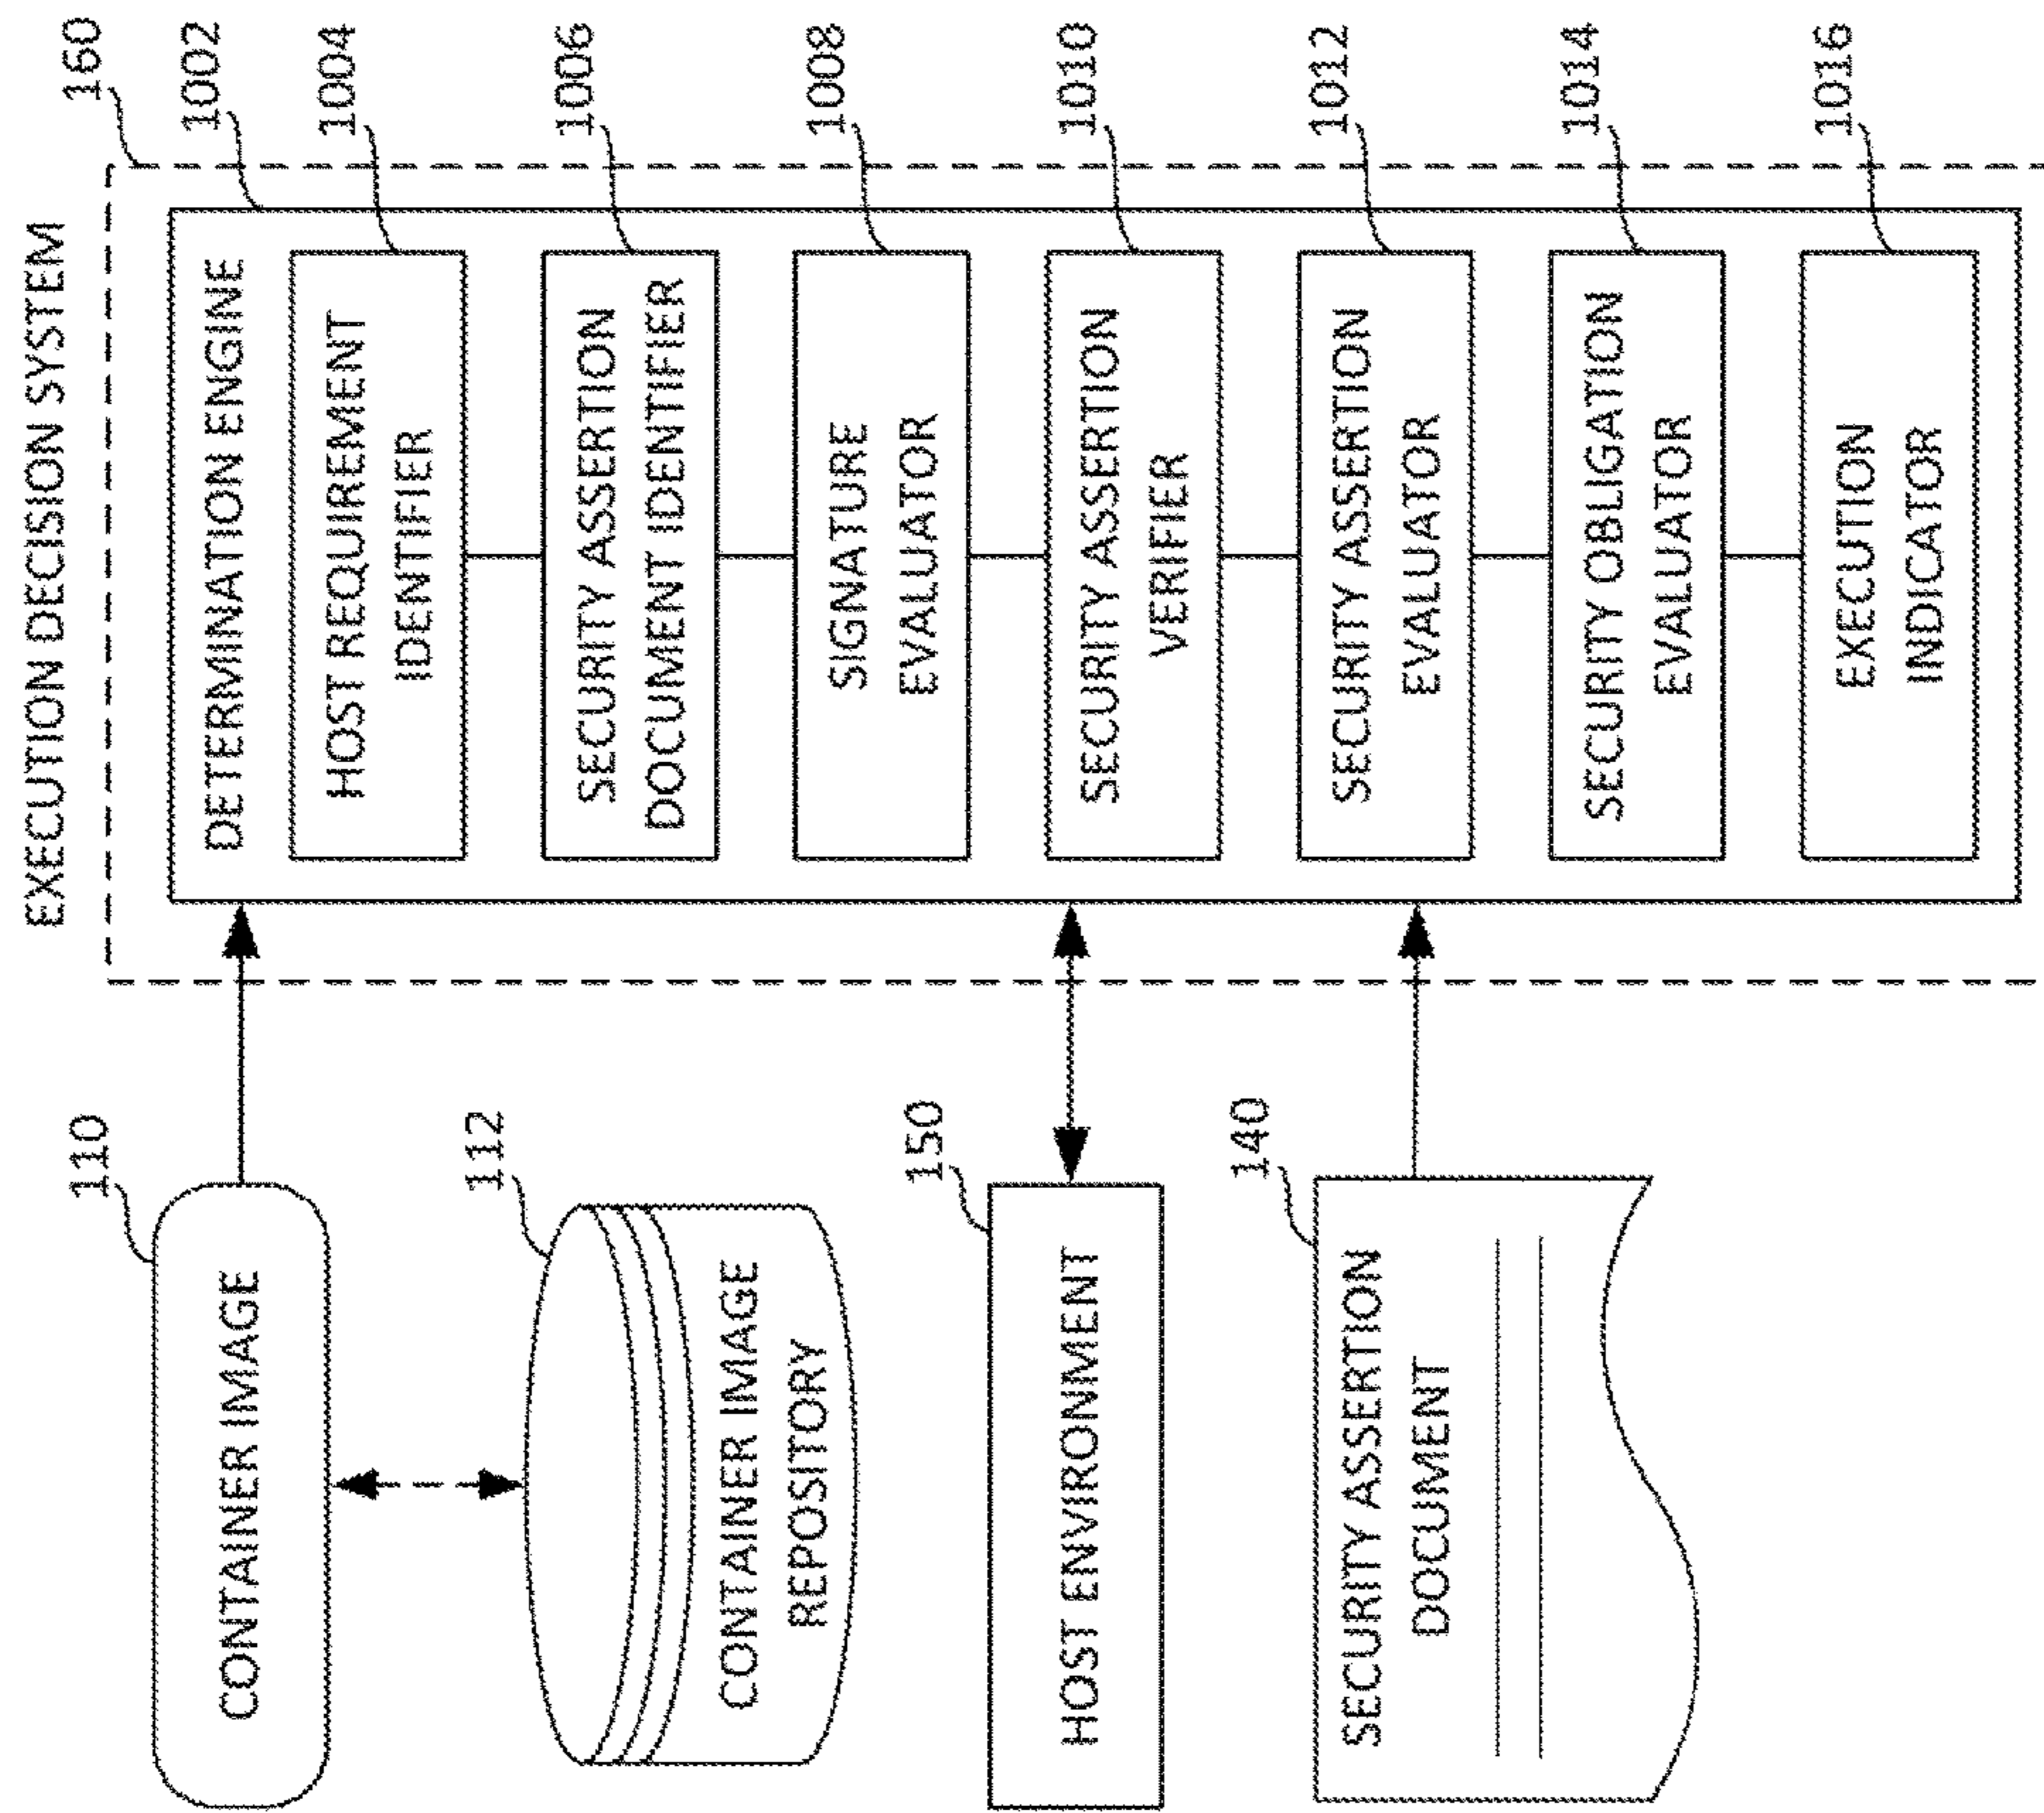 EXECUTION DECISION SYSTEM
160
DETERMINATION ENGINE
1002
HOST REQUIREMENT
IDENTIFIER
1004
SECURITY ASSERTION
DOCUMENT IDENTIFIER
1006
SIGNATURE
EVALUATOR
1008
SECURITY ASSERTION
VERIFIER
1010
SECURITY ASSERTION
EVALUATOR
1012
SECURITY OBLIGATION
EVALUATOR
1014
EXECUTION
INDICATOR
1016
CONTAINER IMAGE
110
CONTAINER IMAGE
REPOSITORY
112
HOST ENVIRONMENT
150
SECURITY ASSERTION
DOCUMENT
140